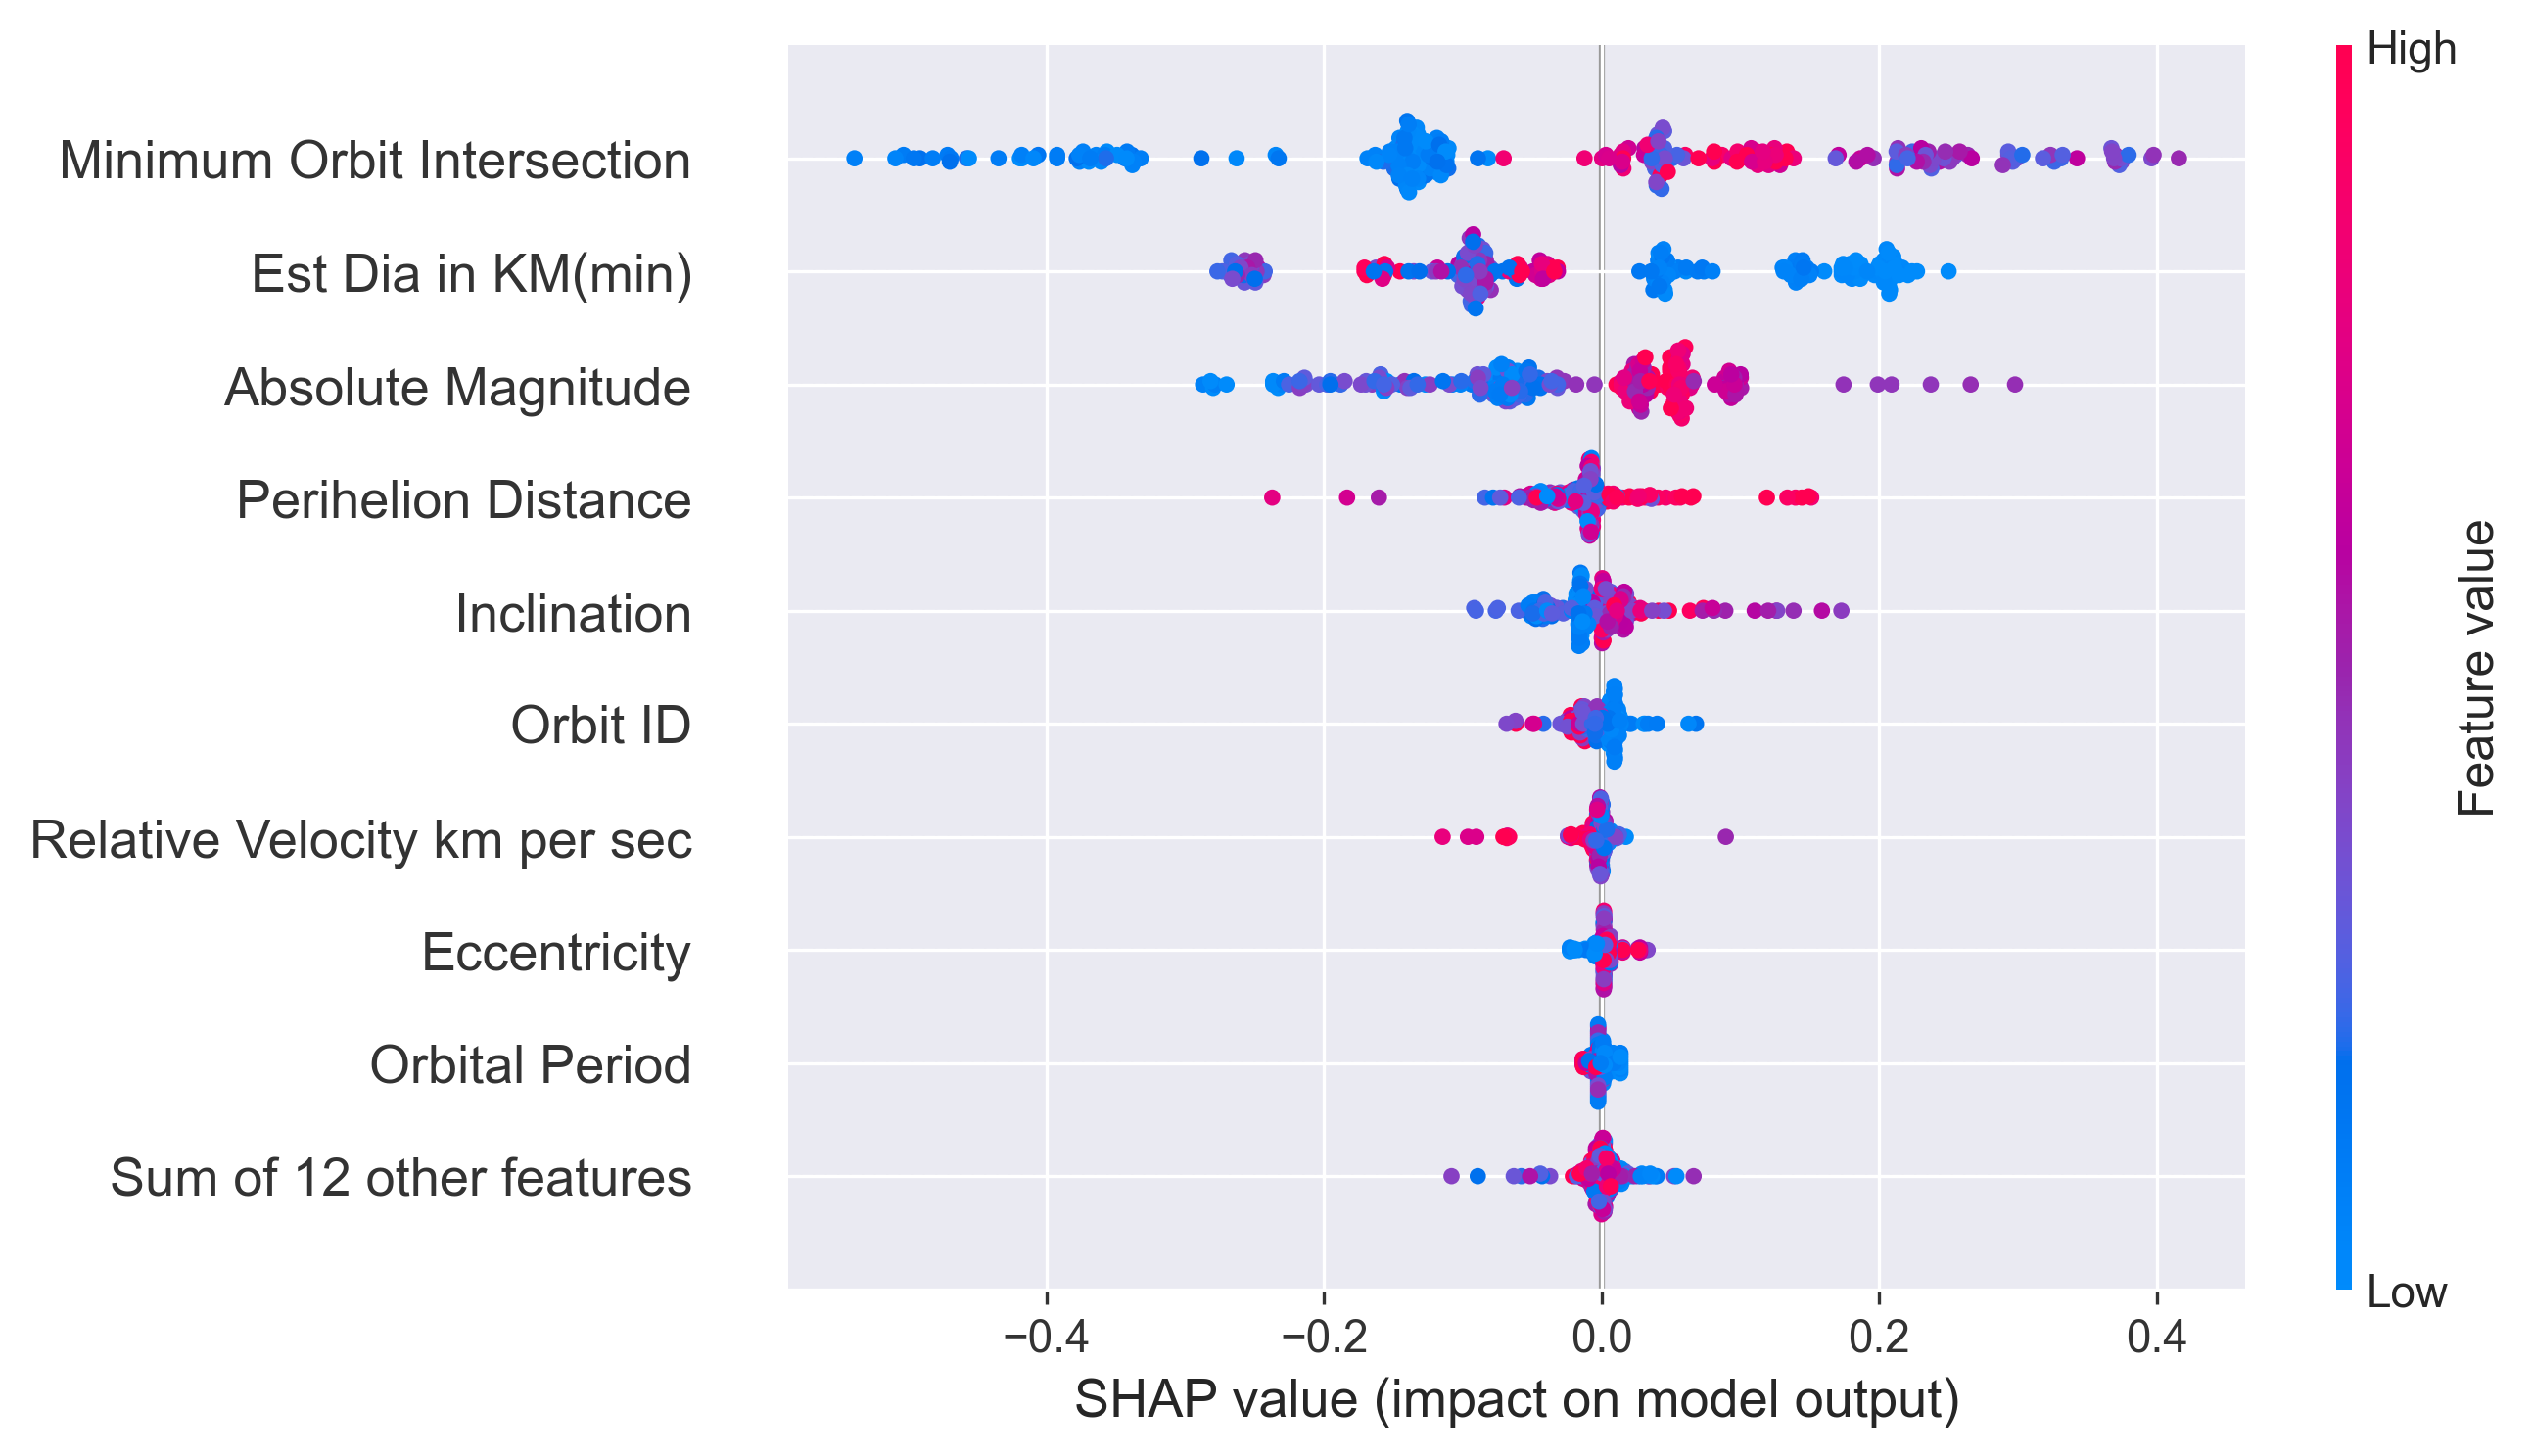 High
Minimum Orbit Intersection
Est Dia in KM(min)
Absolute Magnitude
Perihelion Distance
Inclination
Orbit ID
Relative Velocity km per sec
Eccentricity
Orbital Period
Sum of 12 other features
Feature value
Low
−0.4 −0.2 0.0 0.2 0.4
SHAP value (impact on model output)